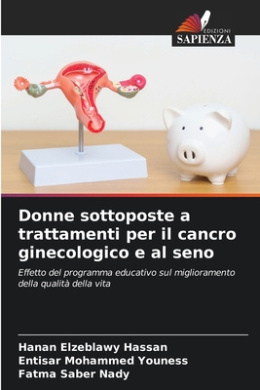 EDIZIONI
SAPIENZA
Donne sottoposte a
trattamenti per il cancro
ginecologico e al seno
Effetto del programma educativo sul miglioramento
della qualità della vita
Hanan Elzeblawy Hassan
Entisar Mohammed Youness
Fatma Saber Nady